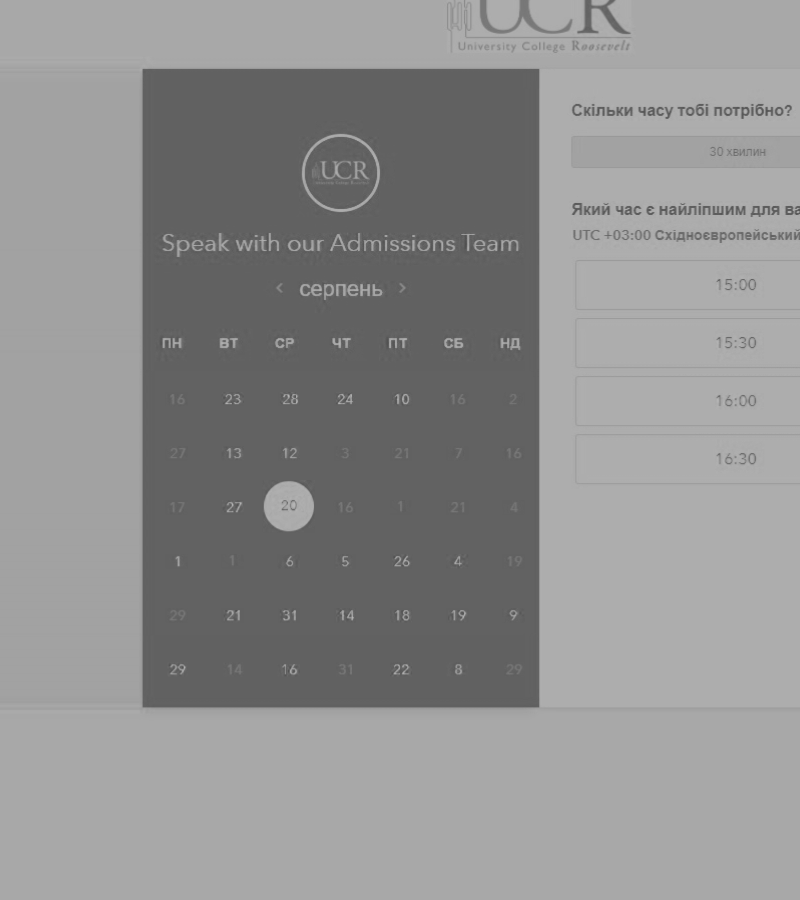 UCR
University College Roosevelt
UCR
Speak with our Admissions Team
серпень
ПН ВТ СР ЧТ ПТ СБ НД
16 23 28 24 10 16 2
27 13 12 3 21 7 16
17 27 20 16 1 21 4
1 1 6 5 26 4 19
29 21 31 14 18 19 9
29 14 16 31 22 8 29
Скільки часу тобі потрібно?
30 хвилин
Який час є найліпшим для ва
UTC +03:00 Східноєвропейський
15:00
15:30
16:00
16:30